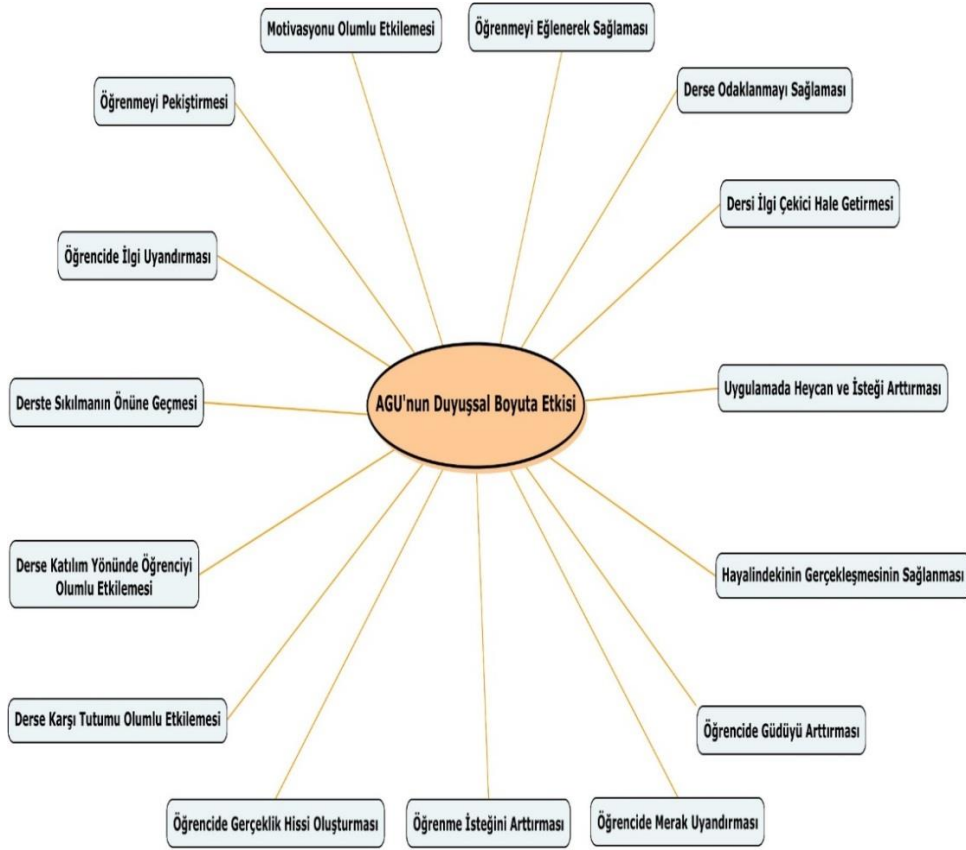 Motivasyonu Olumlu Etkilemesi
Öğrenmeyi Eğlenerek Sağlaması
Öğrenmeyi Pekiştirmesi
Derse Odaklanmayı Sağlaması
Dersi İlgi Çekici Hale Getirmesi
Öğrencide İlgi Uyandırması
Derste Sıkılmanın Önüne Geçmesi
AGU'nun Duyuşsal Boyuta Etkisi
Uygulamada Heycan ve İsteği Arttırması
Derse Katılım Yönünde Öğrenciyi
Olumlu Etkilemesi
Hayalindekinin Gerçekleşmesinin Sağlanması
Derse Karşı Tutumu Olumlu Etkilemesi
Öğrencide Güdüyü Arttırması
Öğrencide Gerçeklik Hissi Oluşturması
Öğrenme İsteğini Arttırması
Öğrencide Merak Uyandırması